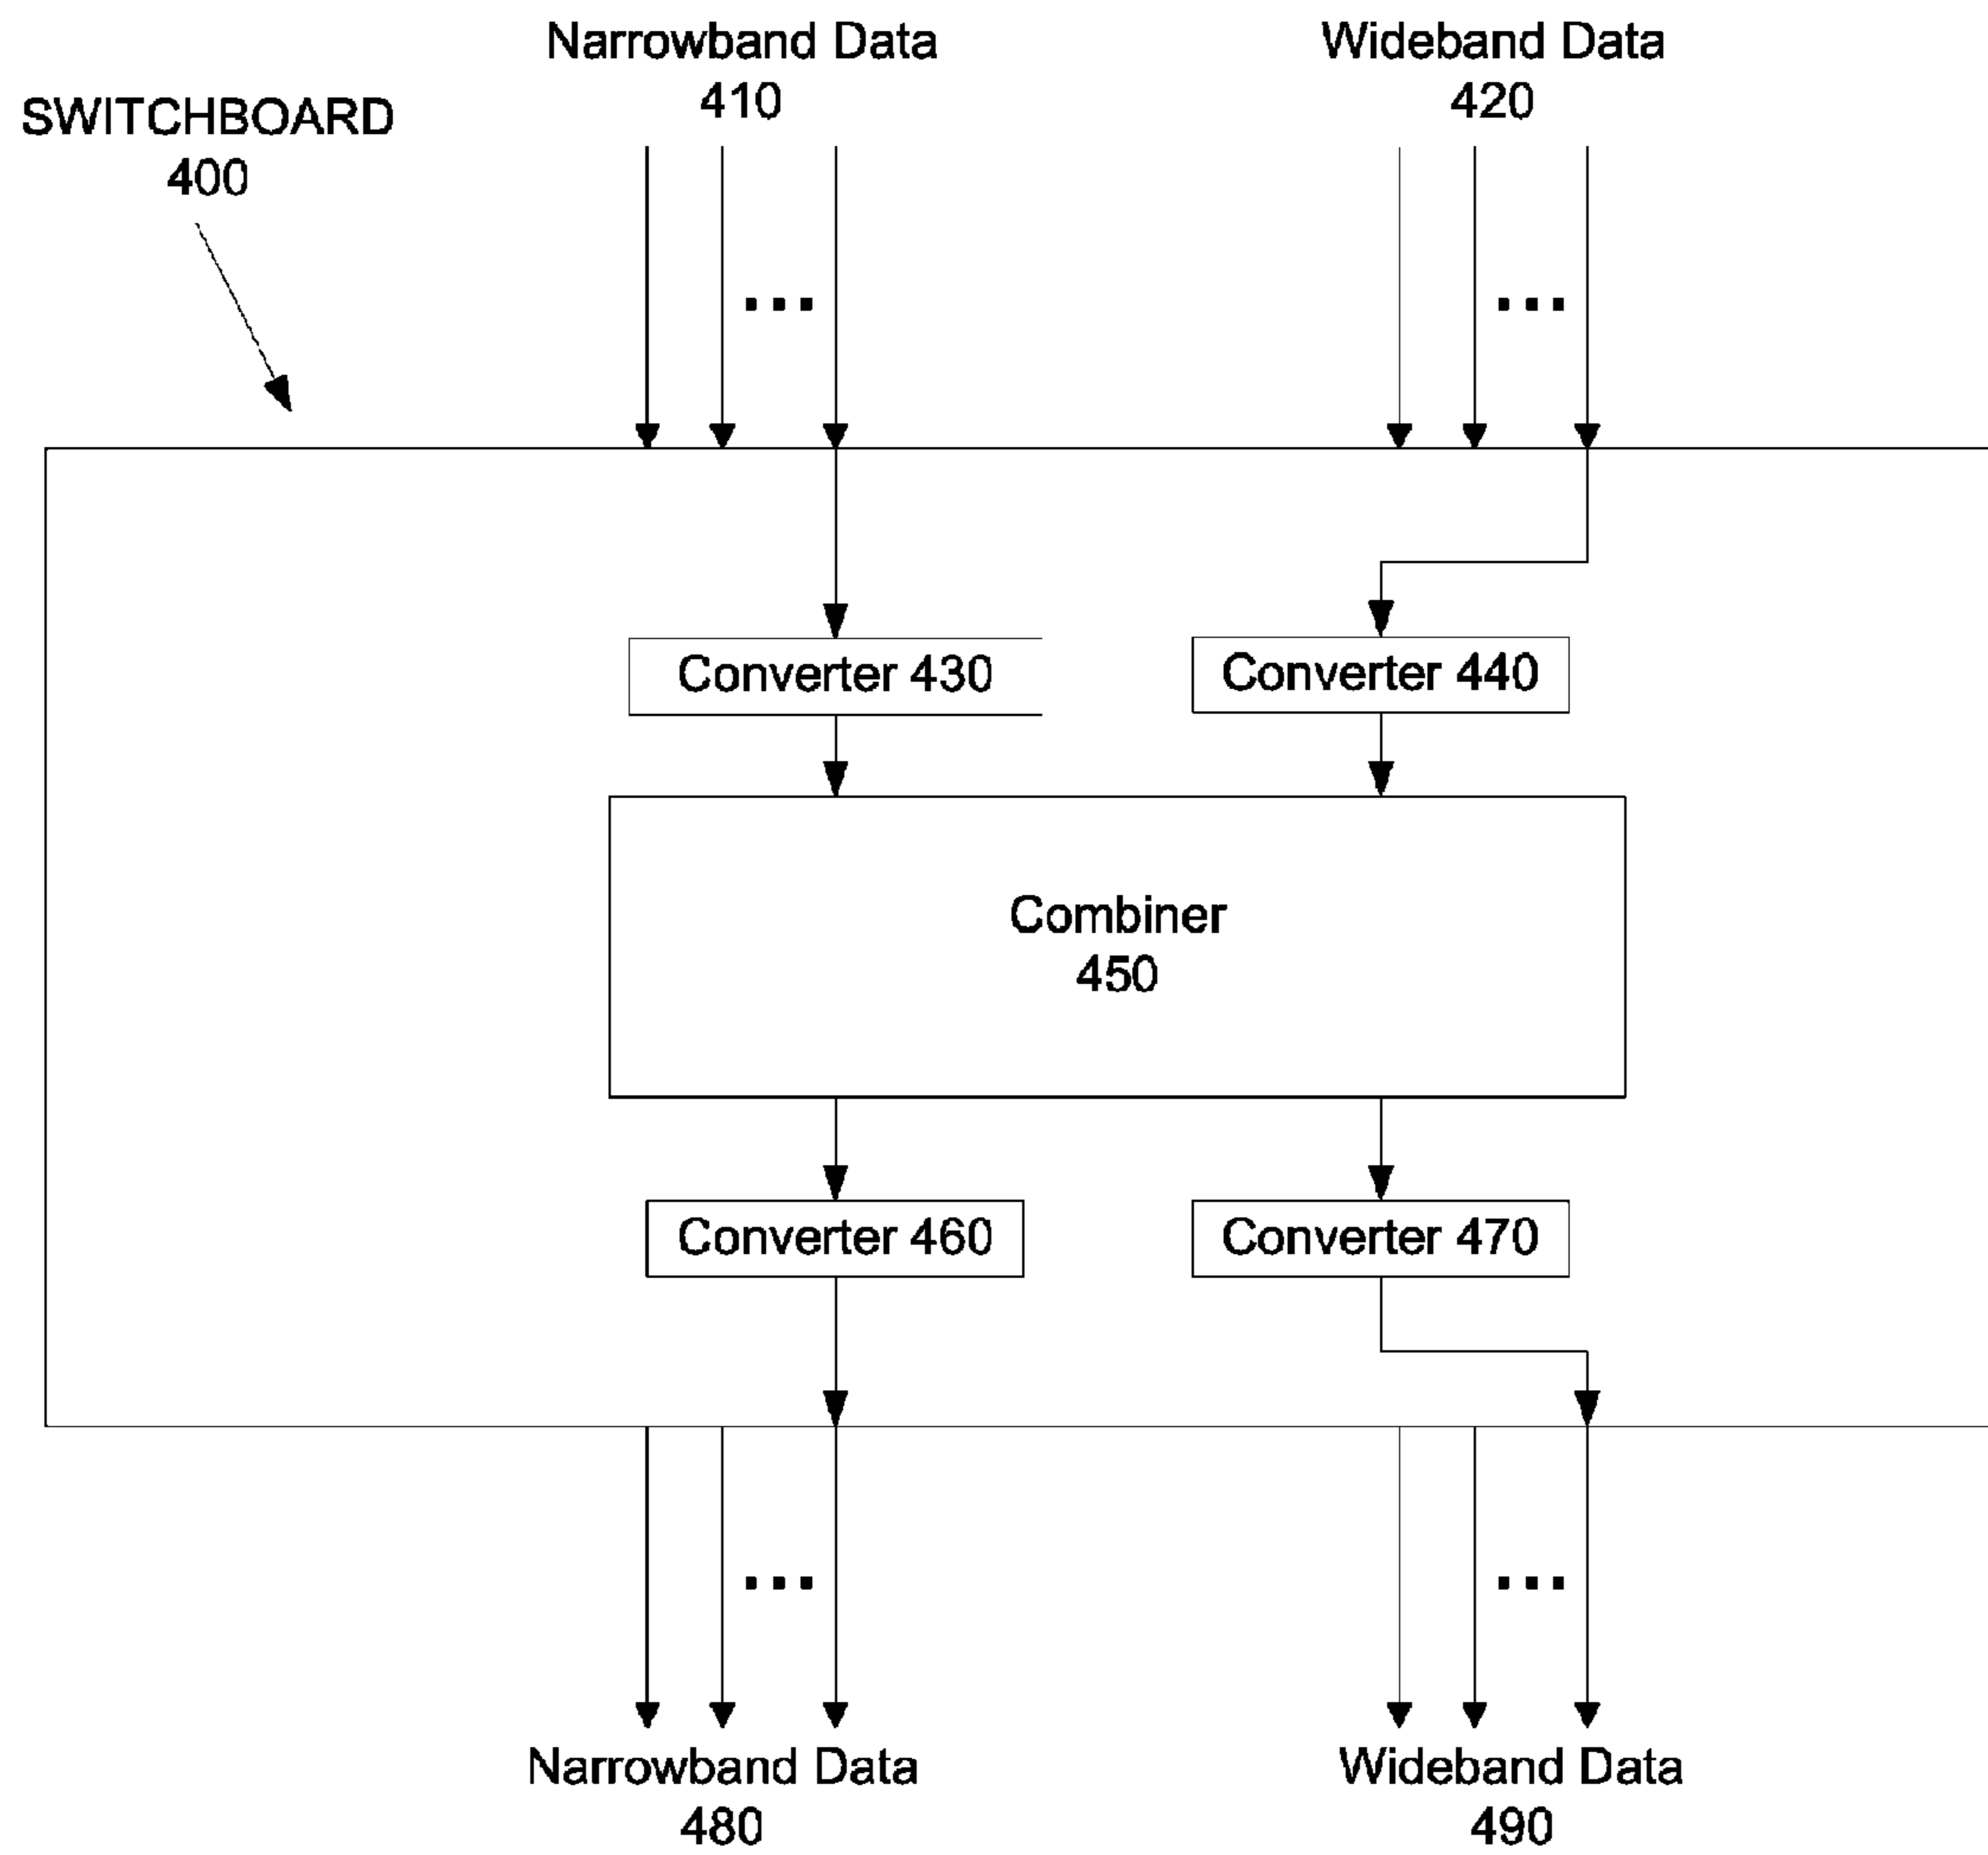 Narrowband Data
410
Wideband Data
420
SWITCHBOARD
400
...
...
Converter 430
Converter 440
Combiner
450
Converter 460
Converter 470
...
...
Narrowband Data
480
Wideband Data
490